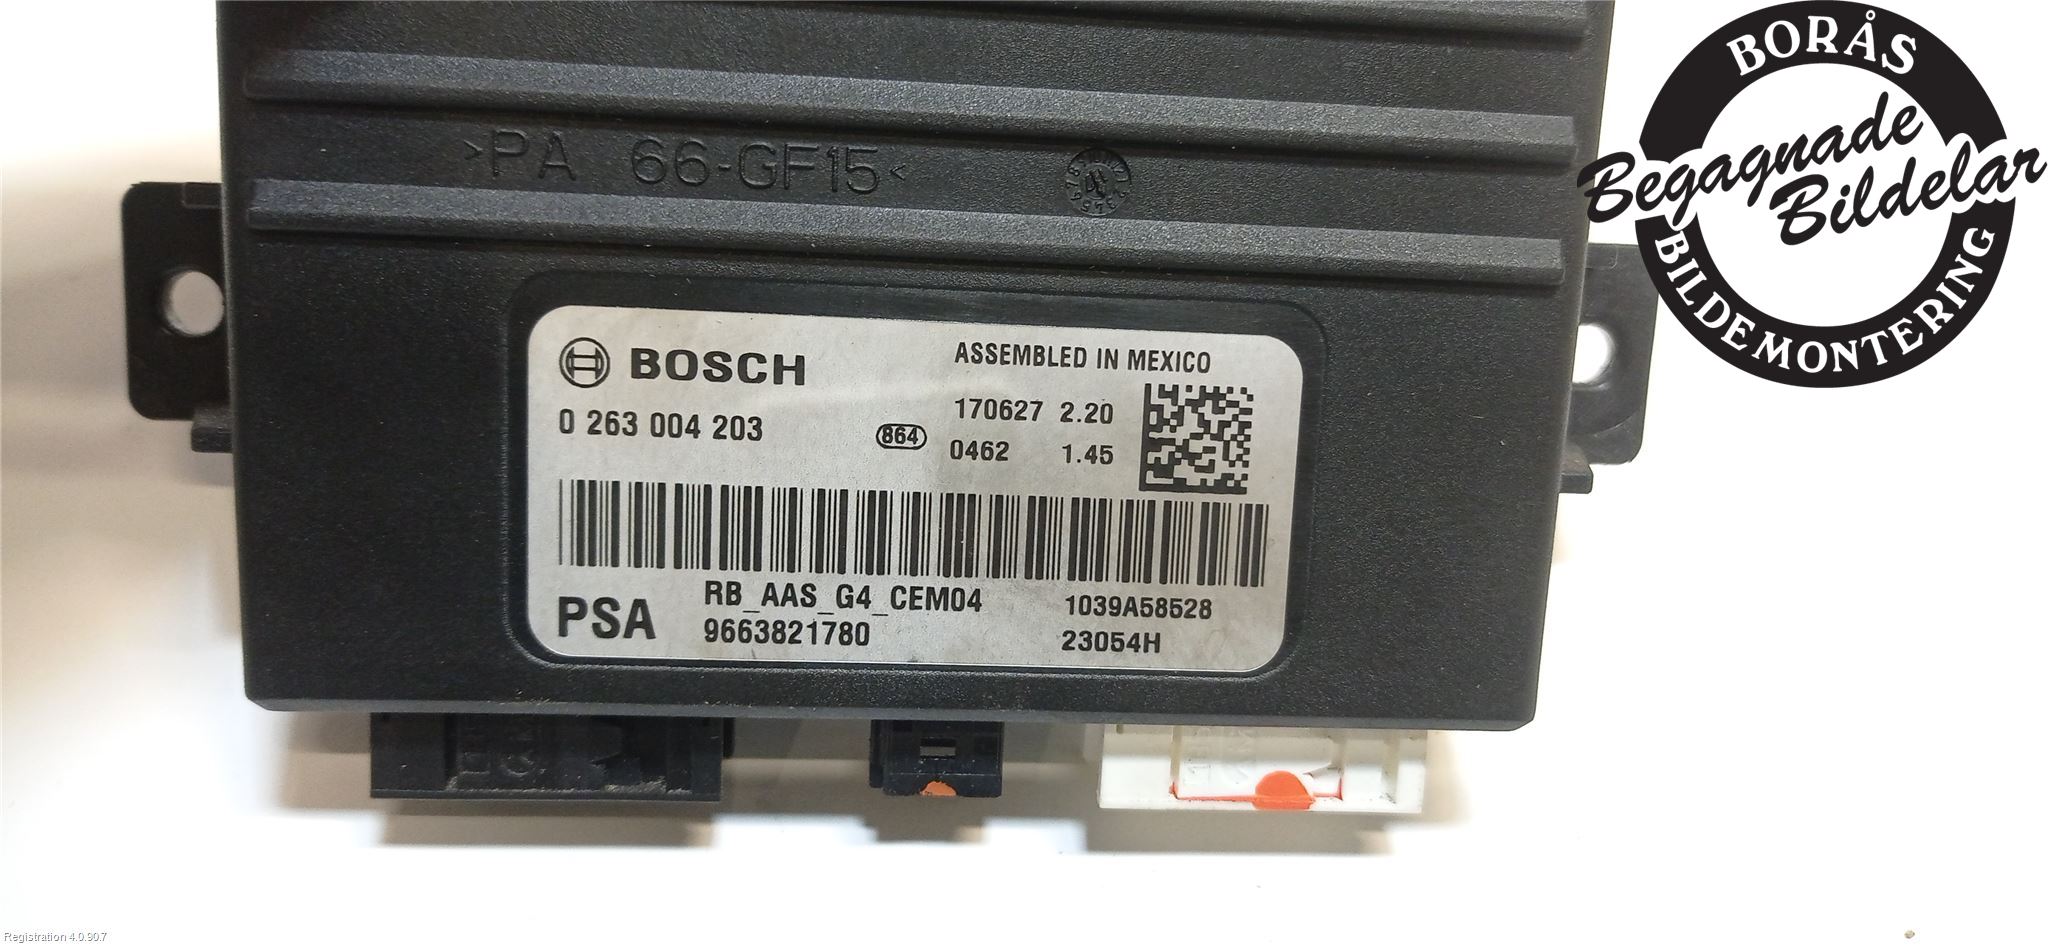 >PA 66-GF15<
BOSCH
ASSEMBLED IN MEXICO
0 263 004 203
864
170627 2.20
0462 1.45
RB_AAS_G4_CEM04
1039A58528
PSA
9663821780
23054H
BORÅS
Begagnade
Bildelar
BILDEMONTERING
Registration 4.0.90.7